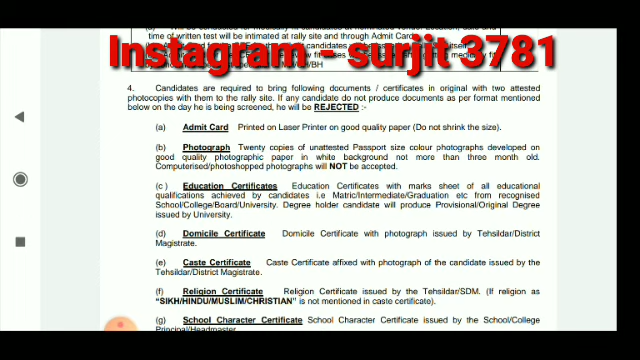 Instagram - surjit 3781
time of written test will be intimated at rally site and through Admit Card
4. Candidates are required to bring following documents / certificates in original with two attested
photocopies with them to the rally site. If any candidate do not produce documents as per format mentioned
below on the day he is being screened, he will be REJECTED :-
(a) Admit Card Printed on Laser Printer on good quality paper (Do not shrink the size).
(b) Photograph Twenty copies of unattested Passport size colour photographs developed on
good quality photographic paper in white background not more than three month old.
Computerised/photoshopped photographs will NOT be accepted.
(c ) Education Certificates Education Certificates with marks sheet of all educational
qualifications achieved by candidates i.e Matric/Intermediate/Graduation etc from recognised
School/College/Board/University. Degree holder candidate will produce Provisional/Original Degree
issued by University.
(d) Domicile Certificate Domicile Certificate with photograph issued by Tehsildar/District
Magistrate.
(e) Caste Certificate Caste Certificate affixed with photograph of the candidate issued by the
Tehsildar/District Magistrate.
(f) Religion Certificate Religion Certificate issued by the Tehsildar/SDM. (If religion as
“SIKH/HINDU/MUSLIM/CHRISTIAN” is not mentioned in caste certificate).
(g) School Character Certificate School Character Certificate issued by the School/College
Principal/Headmaster.